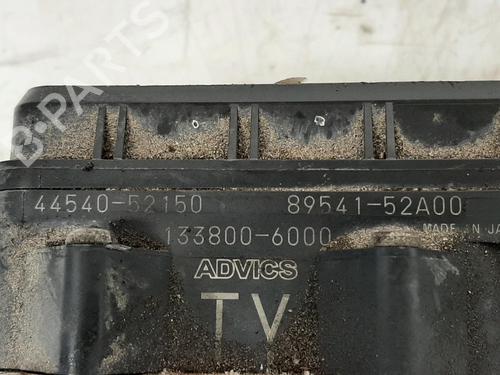 B-PARTS
44540-52150 89541-52A00
133800-6000 MADE IN JA
ADVICS
TV